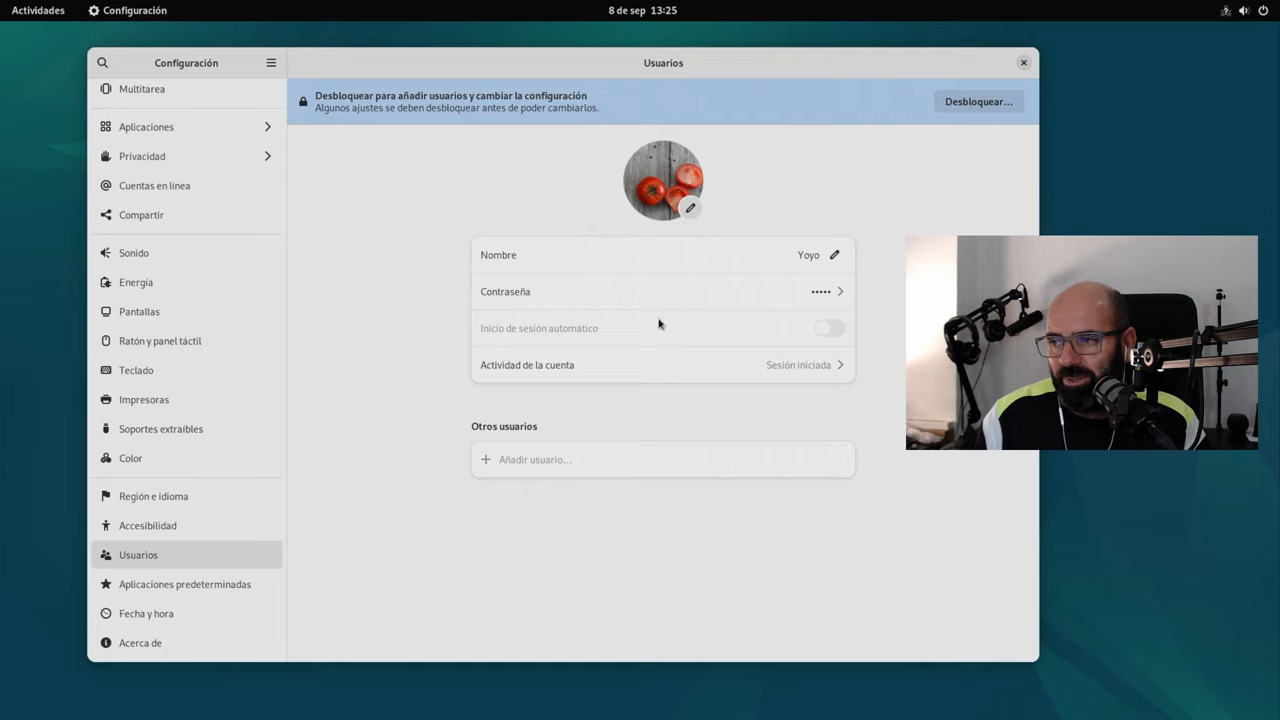 Actividades
Configuración
8 de sep 13:25
Configuración
Usuarios
Multitarea
Aplicaciones
Privacidad
Cuentas en línea
Compartir
Sonido
Energía
Pantallas
Ratón y panel táctil
Teclado
Impresoras
Soportes extraíbles
Color
Región e idioma
Accesibilidad
Usuarios
Aplicaciones predeterminadas
Fecha y hora
Acerca de
Desbloquear para añadir usuarios y cambiar la configuración
Algunos ajustes se deben desbloquear antes de poder cambiarlos.
Desbloquear...
Nombre Yoyo
Contraseña •••••
Inicio de sesión automático
Actividad de la cuenta Sesión iniciada
Otros usuarios
Añadir usuario...